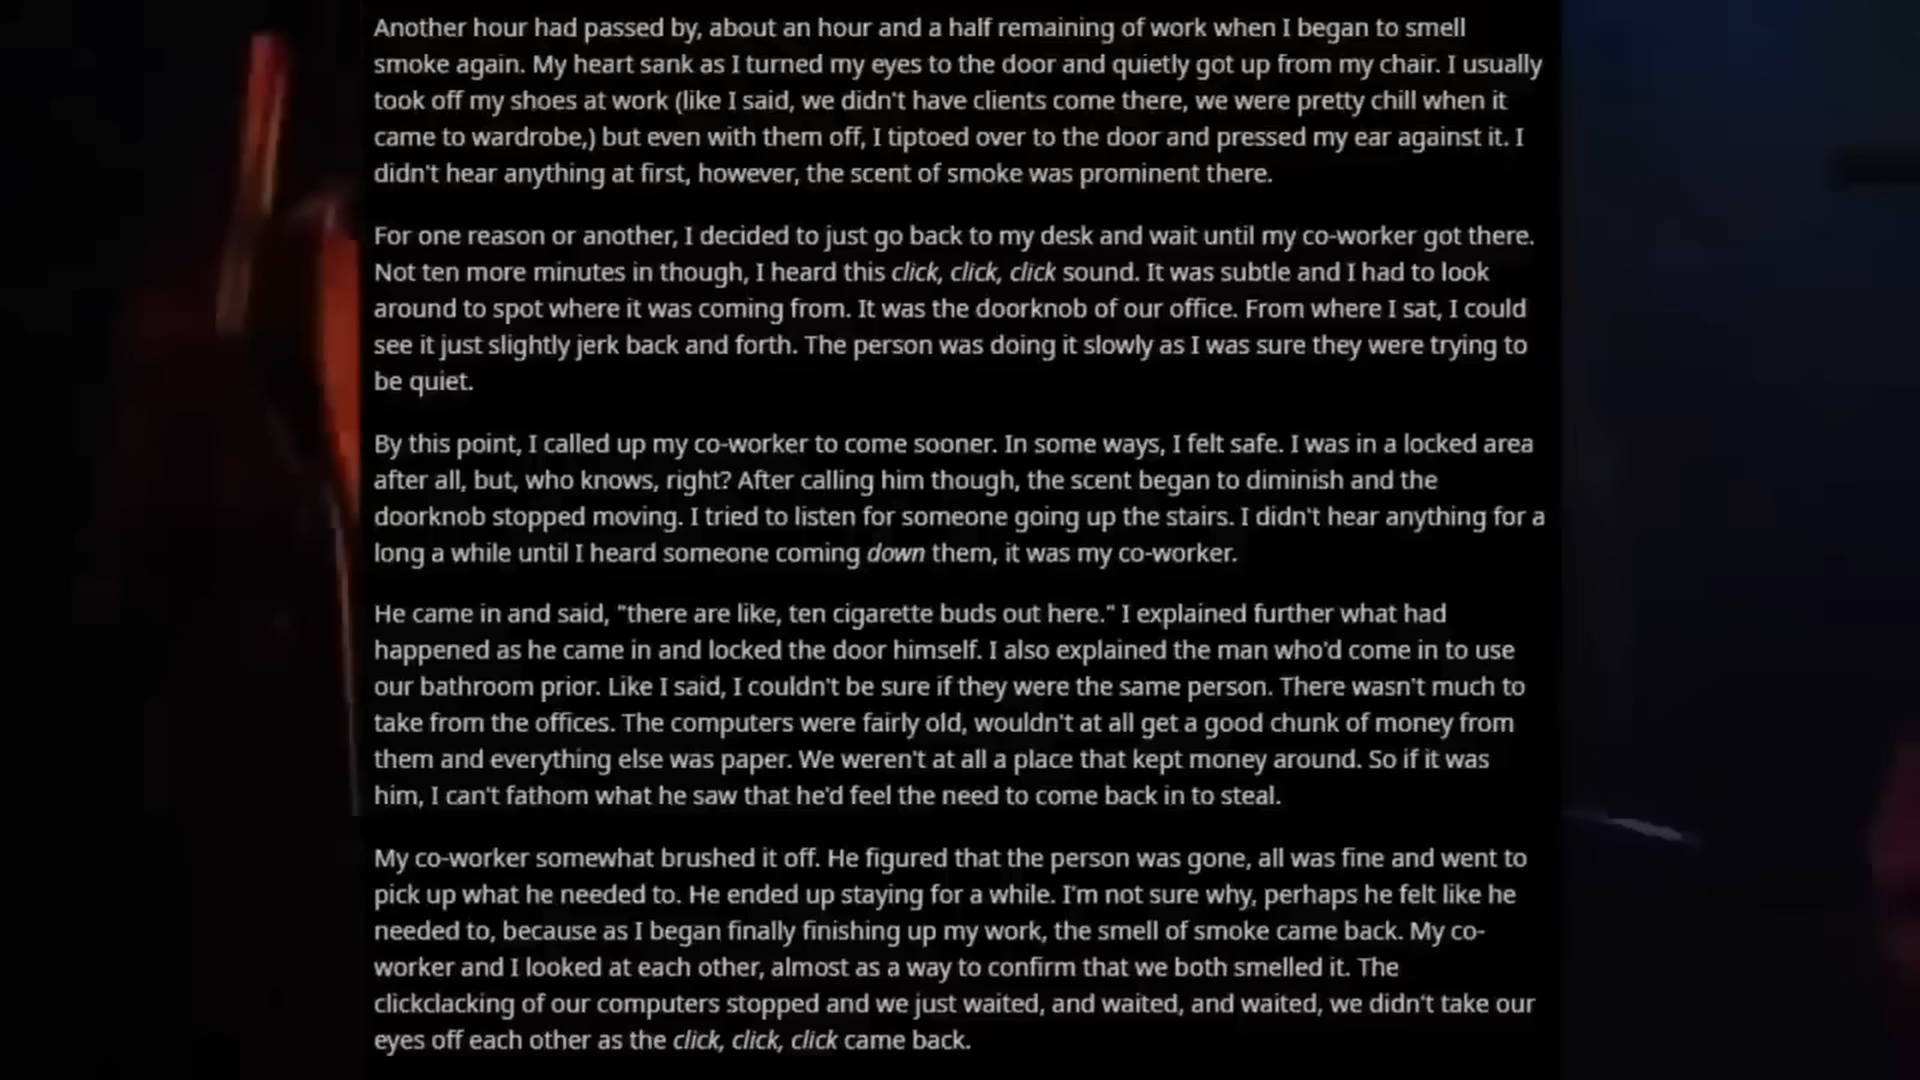 Another hour had passed by, about an hour and a half remaining of work when I began to smell
smoke again. My heart sank as I turned my eyes to the door and quietly got up from my chair. I usually
took off my shoes at work (like I said, we didn't have clients come there, we were pretty chill when it
came to wardrobe,) but even with them off, I tiptoed over to the door and pressed my ear against it. I
didn't hear anything at first, however, the scent of smoke was prominent there.
For one reason or another, I decided to just go back to my desk and wait until my co-worker got there.
Not ten more minutes in though, I heard this click, click, click sound. It was subtle and I had to look
around to spot where it was coming from. It was the doorknob of our office. From where I sat, I could
see it just slightly jerk back and forth. The person was doing it slowly as I was sure they were trying to
be quiet.
By this point, I called up my co-worker to come sooner. In some ways, I felt safe. I was in a locked area
after all, but, who knows, right? After calling him though, the scent began to diminish and the
doorknob stopped moving. I tried to listen for someone going up the stairs. I didn't hear anything for a
long a while until I heard someone coming down them, it was my co-worker.
He came in and said, "there are like, ten cigarette buds out here." I explained further what had
happened as he came in and locked the door himself. I also explained the man who'd come in to use
our bathroom prior. Like I said, I couldn't be sure if they were the same person. There wasn't much to
take from the offices. The computers were fairly old, wouldn't at all get a good chunk of money from
them and everything else was paper. We weren't at all a place that kept money around. So if it was
him, I can't fathom what he saw that he'd feel the need to come back in to steal.
My co-worker somewhat brushed it off. He figured that the person was gone, all was fine and went to
pick up what he needed to. He ended up staying for a while. I'm not sure why, perhaps he felt like he
needed to, because as I began finally finishing up my work, the smell of smoke came back. My co-
worker and I looked at each other, almost as a way to confirm that we both smelled it. The
clickclacking of our computers stopped and we just waited, and waited, and waited, we didn't take our
eyes off each other as the click, click, click came back.